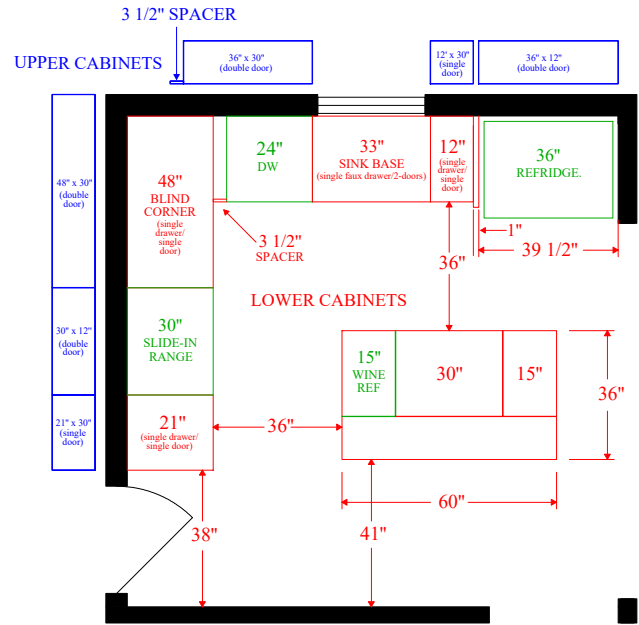 3 1/2" SPACER
UPPER CABINETS
36" x 30"
(double door)
12' x 30"
(single
door)
36" x 12"
(double door)
48" x 30"
(double
door)
30" x 12"
(double
door)
21" x 30"
(single
door)
48"
BLIND
CORNER
(single
drawer/
single
door)
24"
DW
33"
SINK BASE
(single faux drawer/2-doors)
12"
(single
drawer/
single
door)
36"
REFRIDGE.
1"
39 1/2"
3 1/2"
SPACER
36"
LOWER CABINETS
30"
SLIDE-IN
RANGE
21"
(single drawer/
single door)
36"
15"
WINE
REF
30"
15"
36"
60"
38"
41"